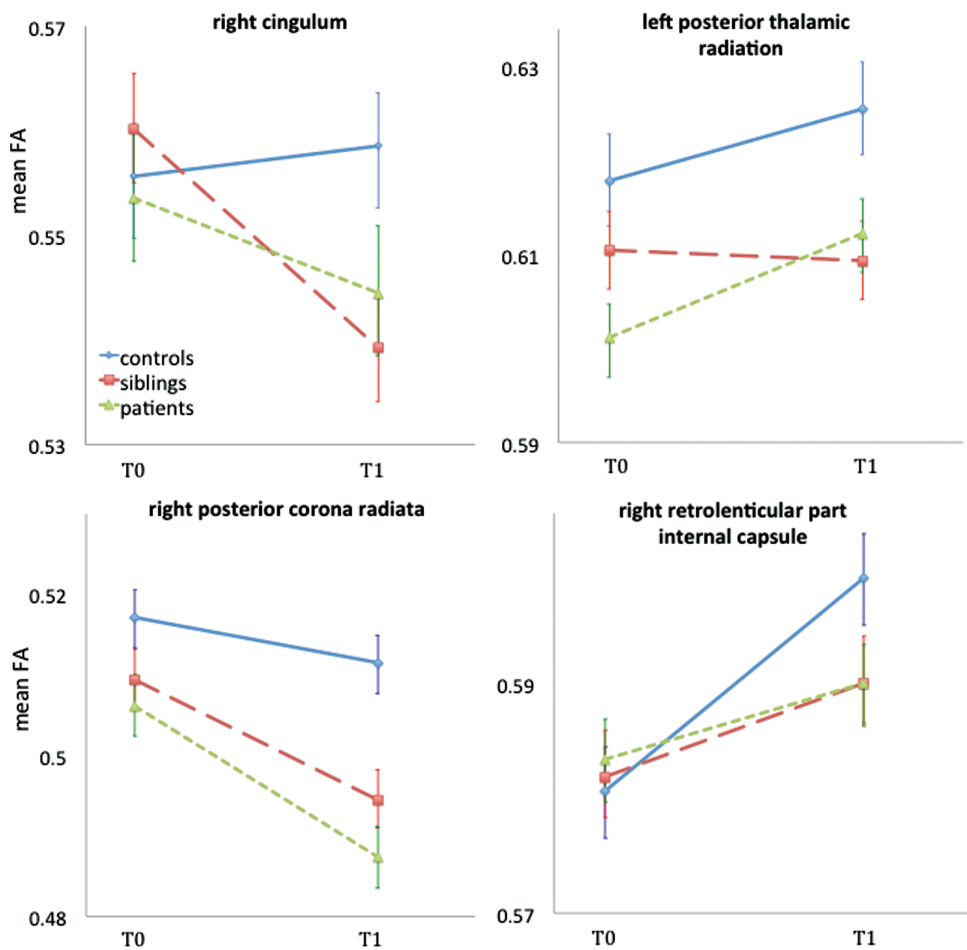 right cingulum
0.57
mean FA
0.55
controls
siblings
patients
0.53
T0 T1
left posterior thalamic
radiation
0.63
0.61
0.59
T0 T1
right posterior corona radiata
0.52
mean FA
0.5
0.48
T0 T1
right retrolenticular part
internal capsule
0.59
0.57
T0 T1